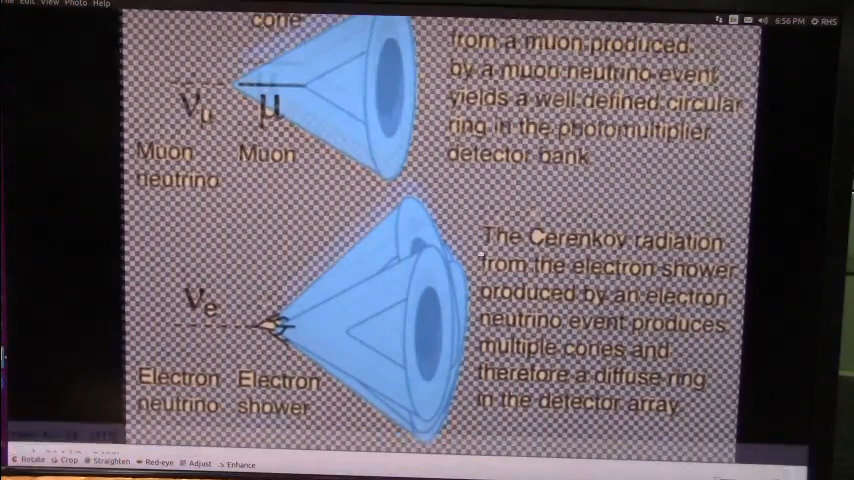 File Edit View Photo Help
6:56 PM RHS
cone
from a muon produced
by a muon neutrino event
yields a well-defined circular
ring in the photomultiplier
detector bank
νμ
μ
Muon
neutrino
Muon
The Cerenkov radiation
from the electron shower
produced by an electron
neutrino event produces
multiple cones and
therefore a diffuse ring
in the detector array.
νe
Electron
neutrino
Electron
shower
Rotate Crop Straighten Red-eye Adjust Enhance